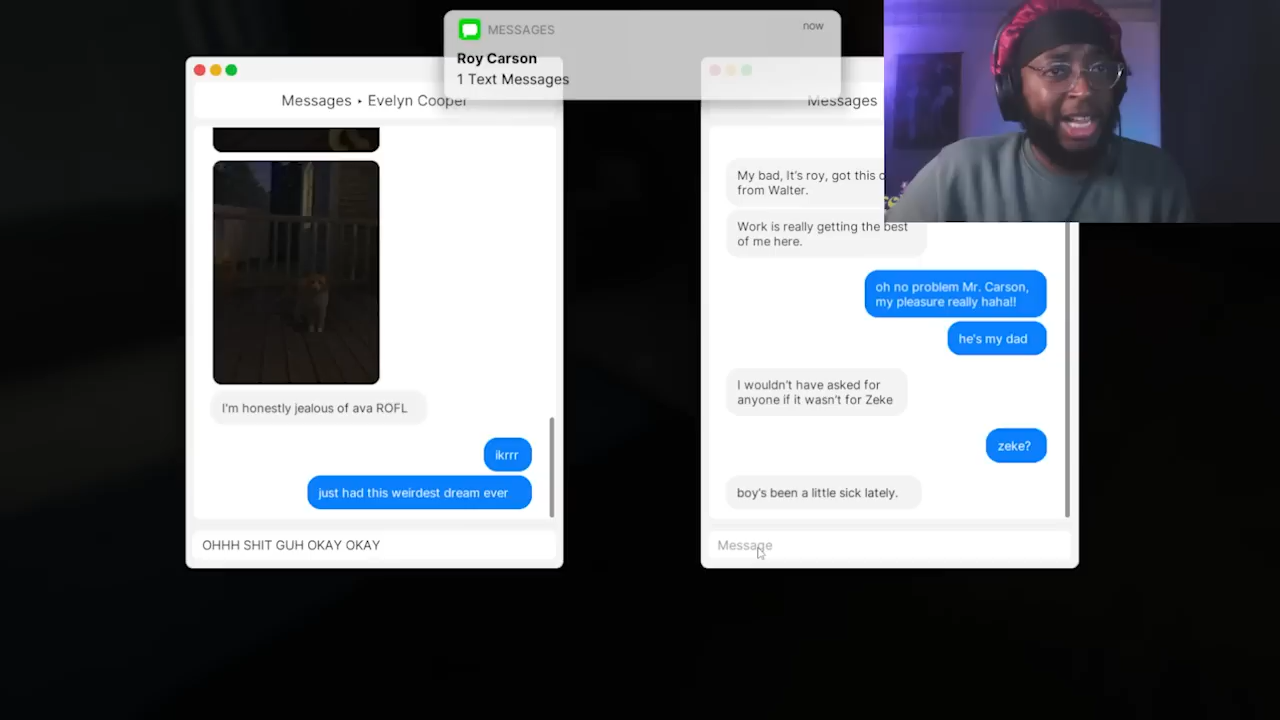 MESSAGES
now
Roy Carson
1 Text Messages
Messages ▸ Evelyn Cooper
I'm honestly jealous of ava ROFL
ikrrr
just had this weirdest dream ever
OHHH SHIT GUH OKAY OKAY
Messages
My bad, It's roy, got this
from Walter.
Work is really getting the best
of me here.
oh no problem Mr. Carson,
my pleasure really haha!!
he's my dad
I wouldn't have asked for
anyone if it wasn't for Zeke
zeke?
boy's been a little sick lately.
Message